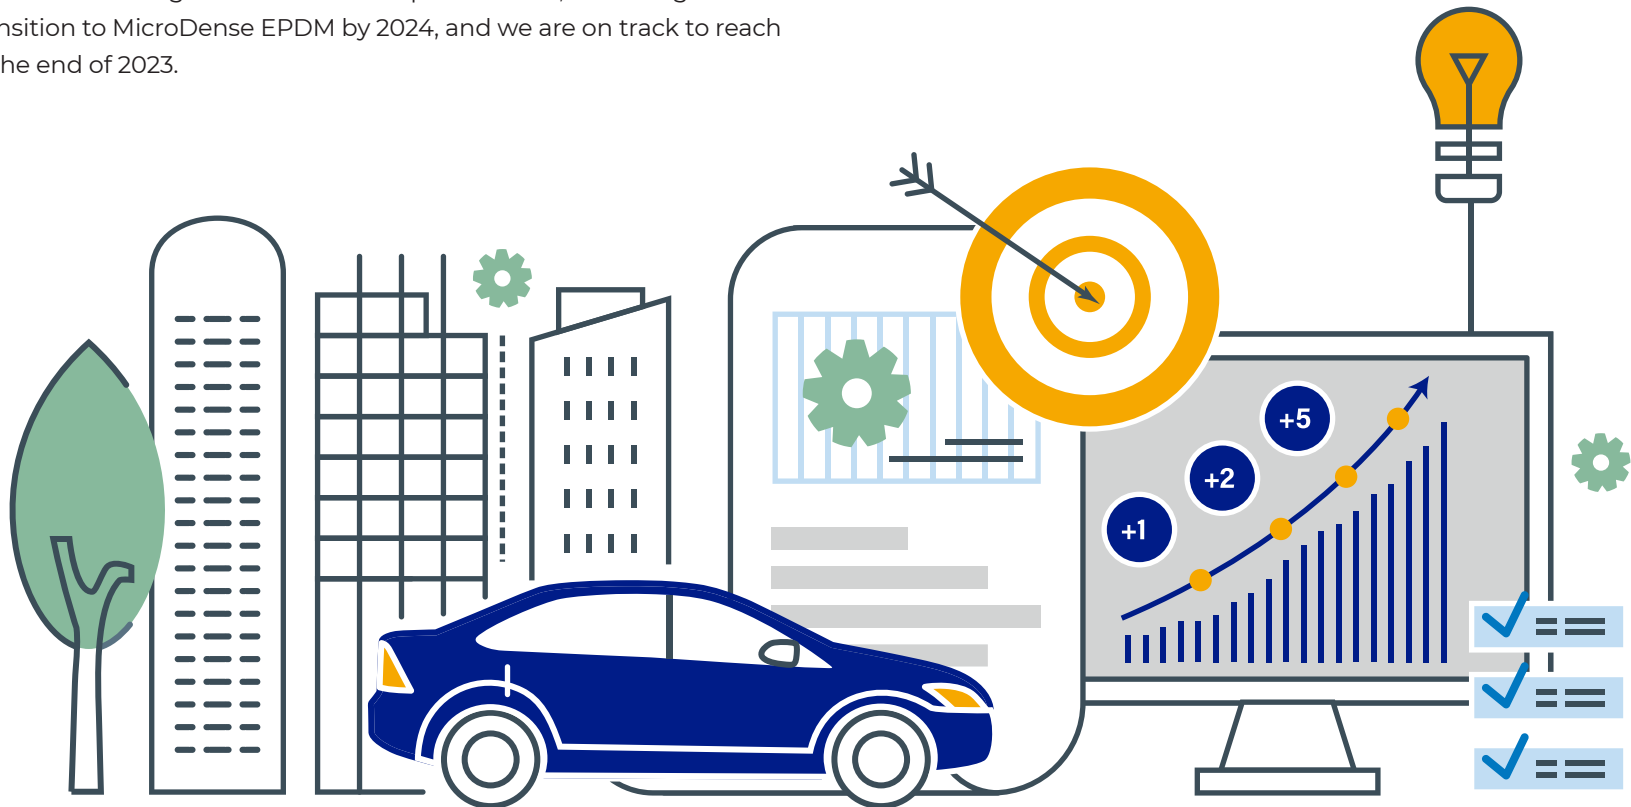 nsition to MicroDense EPDM by 2024, and we are on track to reach
he end of 2023.
+5
+2
+1